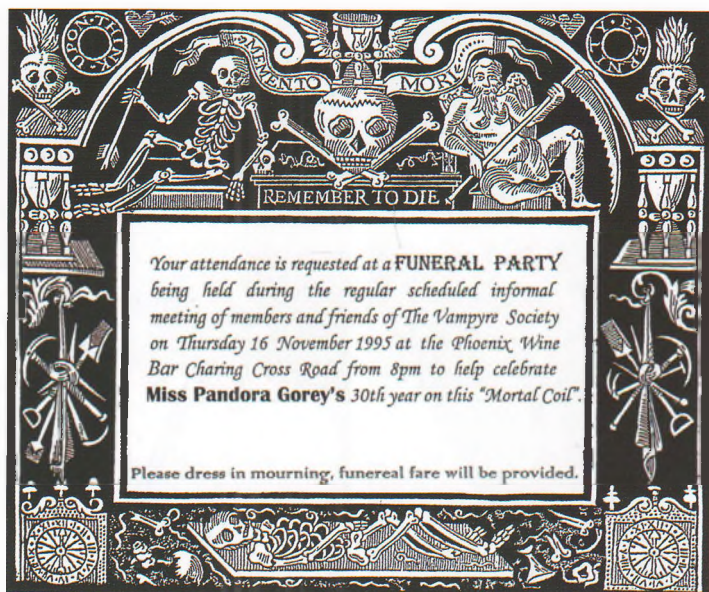 THINK·UPON
ETERNITY
MEMENTO MORI
REMEMBER TO DIE
Your attendance is requested at a FUNERAL PARTY
being held during the regular scheduled informal
meeting of members and friends of The Vampyre Society
on Thursday 16 November 1995 at the Phoenix Wine
Bar Charing Cross Road from 8pm to help celebrate
Miss Pandora Gorey's 30th year on this "Mortal Coil".
Please dress in mourning, funereal fare will be provided.